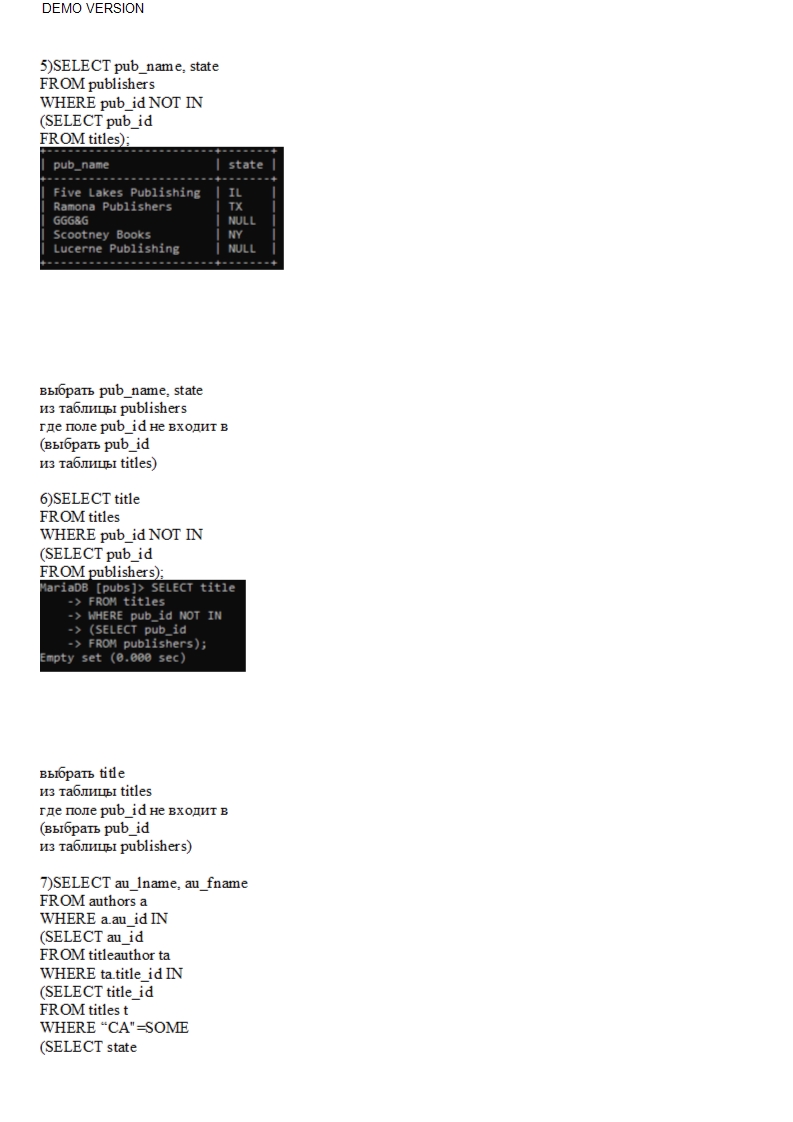 DEMO VERSION
5)SELECT pub_name, state
FROM publishers
WHERE pub_id NOT IN
(SELECT pub_id
FROM titles);
+-------------------------+-------+
| pub_name | state |
+-------------------------+-------+
| Five Lakes Publishing | IL |
| Ramona Publishers | TX |
| GGG&G | NULL |
| Scootney Books | NY |
| Lucerne Publishing | NULL |
+-------------------------+-------+
выбрать pub_name, state
из таблицы publishers
где поле pub_id не входит в
(выбрать pub_id
из таблицы titles)
6)SELECT title
FROM titles
WHERE pub_id NOT IN
(SELECT pub_id
FROM publishers);
MariaDB [pubs]> SELECT title
-> FROM titles
-> WHERE pub_id NOT IN
-> (SELECT pub_id
-> FROM publishers);
Empty set (0.000 sec)
выбрать title
из таблицы titles
где поле pub_id не входит в
(выбрать pub_id
из таблицы publishers)
7)SELECT au_lname, au_fname
FROM authors a
WHERE a.au_id IN
(SELECT au_id
FROM titleauthor ta
WHERE ta.title_id IN
(SELECT title_id
FROM titles t
WHERE “CA"=SOME
(SELECT state